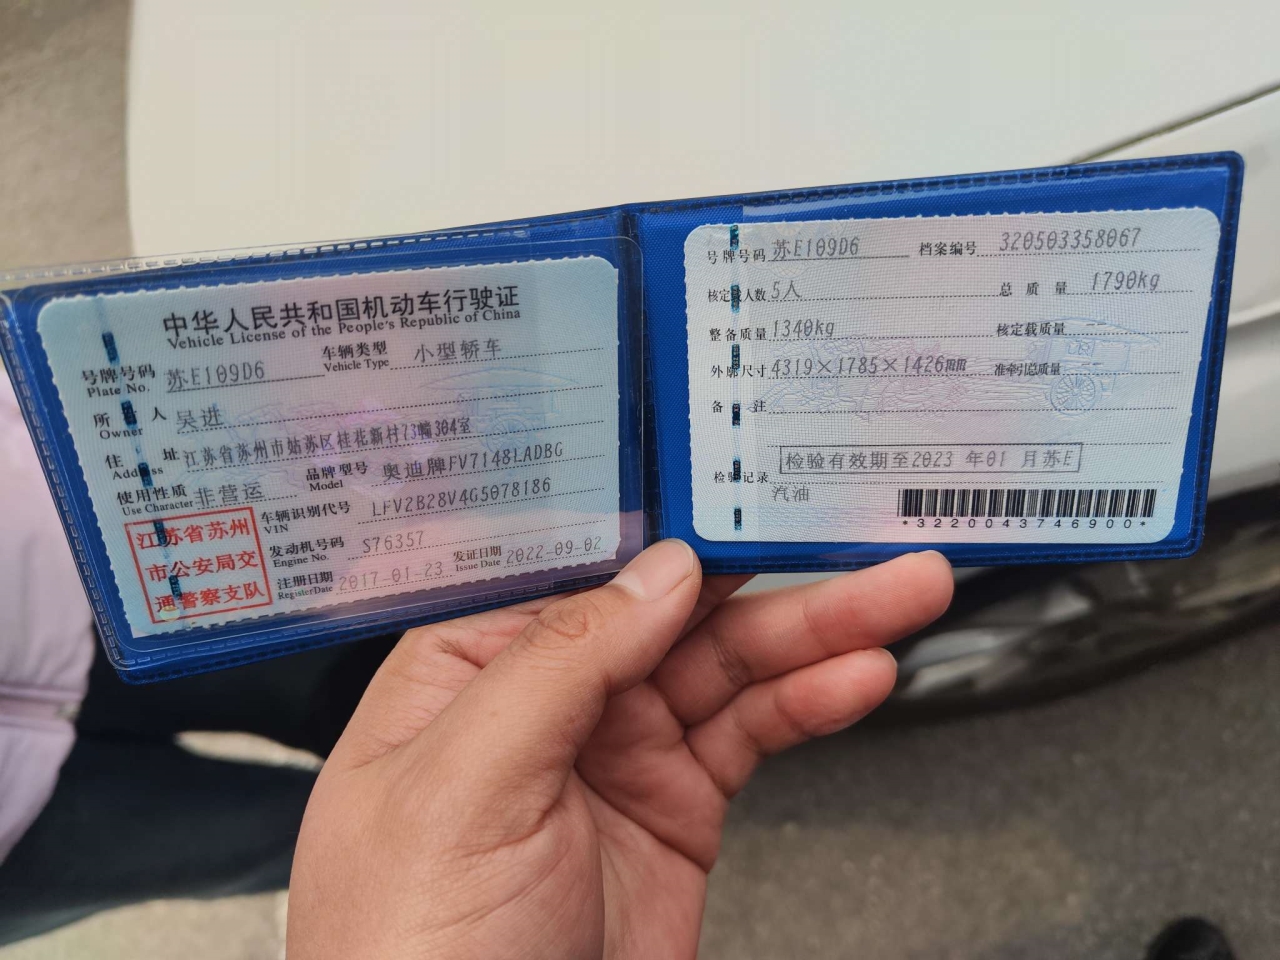 中华人民共和国机动车行驶证
Vehicle License of the People's Republic of China
号牌号码 苏E109D6 车辆类型 小型轿车
Plate No. Vehicle Type
所有人 吴进
Owner
住址 江苏省苏州市姑苏区桂花新村73幢304室
Address
使用性质 非营运 品牌型号 奥迪牌FV7148LADBG
Use Character Model
江苏省苏州
市公安局交
通警察支队
车辆识别代号 LFV2B28V4G5078186
VIN
发动机号码 S76357
Engine No.
注册日期 2017-01-23 发证日期 2022-09-02
Register Date Issue Date
号牌号码 苏E109D6 档案编号 320503358067
核定载人数 5人 总质量 1790kg
整备质量 1340kg 核定载质量
外廓尺寸 4319×1785×1426mm 准牵引总质量
备注
检验有效期至2023 年01 月苏E
检验记录
汽油
*3220043746900*